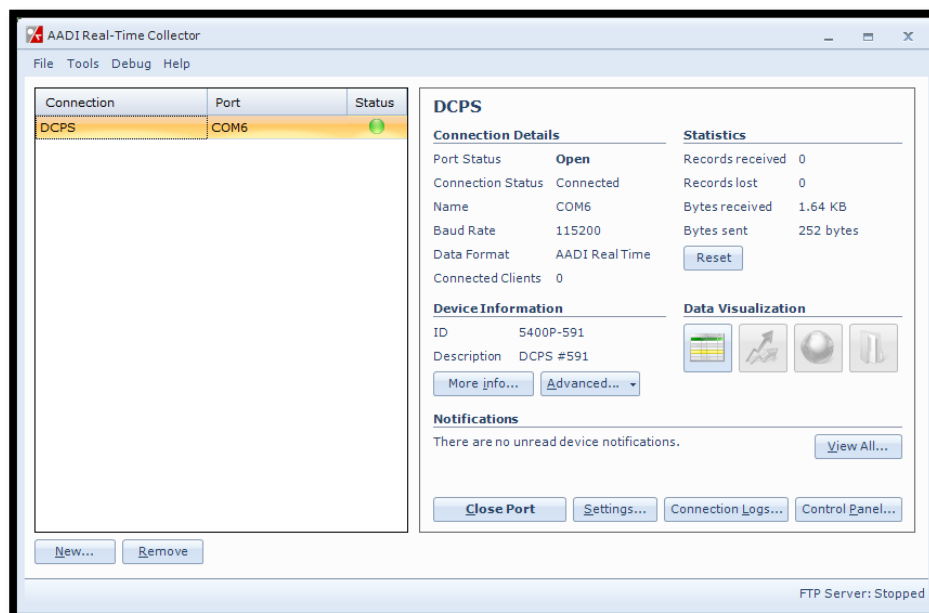 AADI Real-Time Collector
File Tools Debug Help
Connection Port Status
DCPS COM6
DCPS
Connection Details
Port Status Open
Connection Status Connected
Name COM6
Baud Rate 115200
Data Format AADI Real Time
Connected Clients 0
Statistics
Records received 0
Records lost 0
Bytes received 1.64 KB
Bytes sent 252 bytes
Reset
Device Information
ID 5400P-591
Description DCPS #591
More info... Advanced...
Data Visualization
Notifications
There are no unread device notifications.
View All...
Close Port Settings... Connection Logs... Control Panel...
New... Remove
FTP Server: Stopped